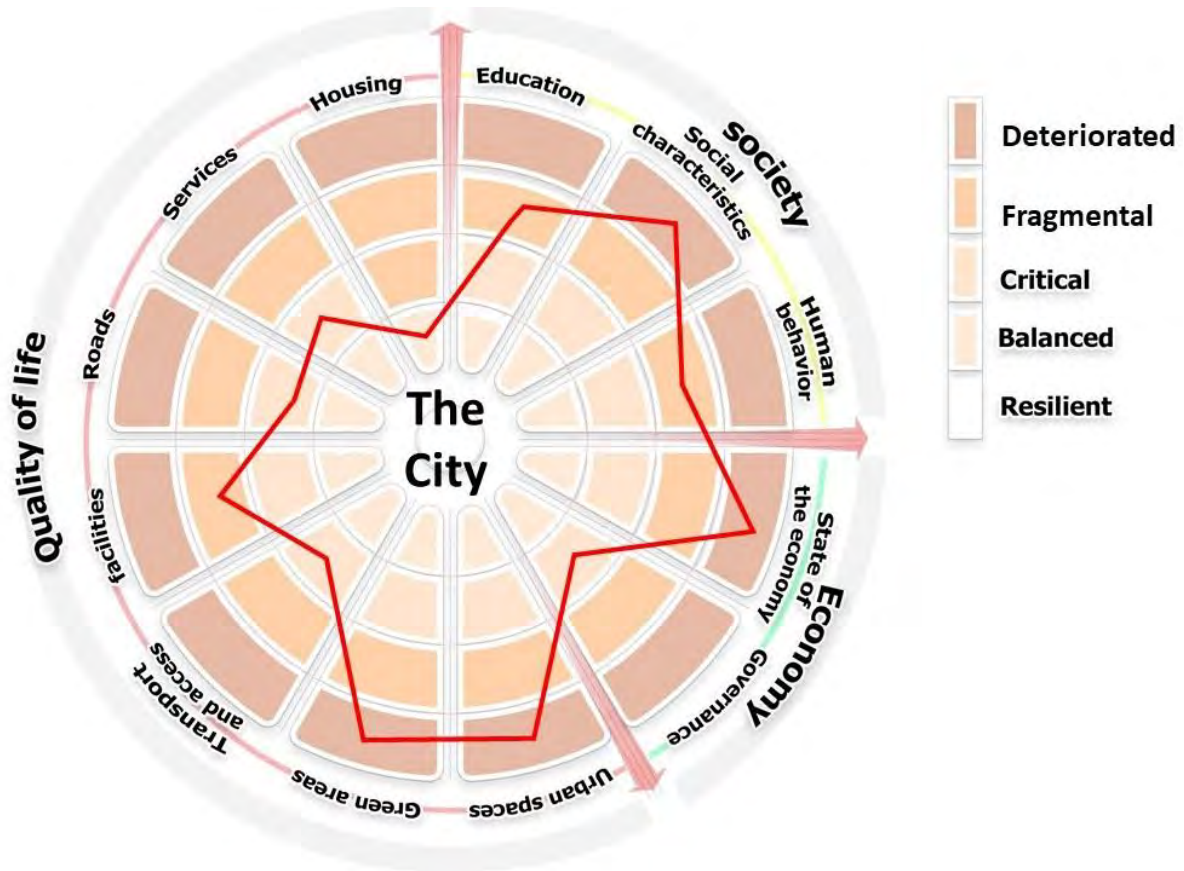 Housing
Education
Social
characteristics
society
Human
behavior
Services
Roads
Quality of life
The
City
facilities
Transport
and access
Green areas
Urban spaces
Governance
State of
the economy
Economy
Deteriorated
Fragmental
Critical
Balanced
Resilient